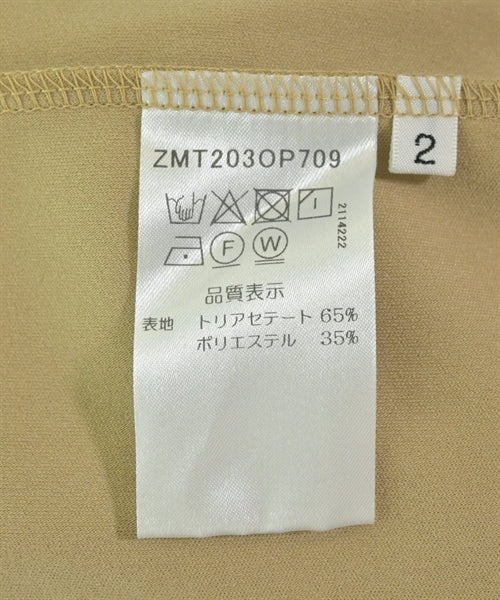 ZMT203OP709
2
F W
2114222
品質表示
表地 トリアセテート 65%
ポリエステル 35%